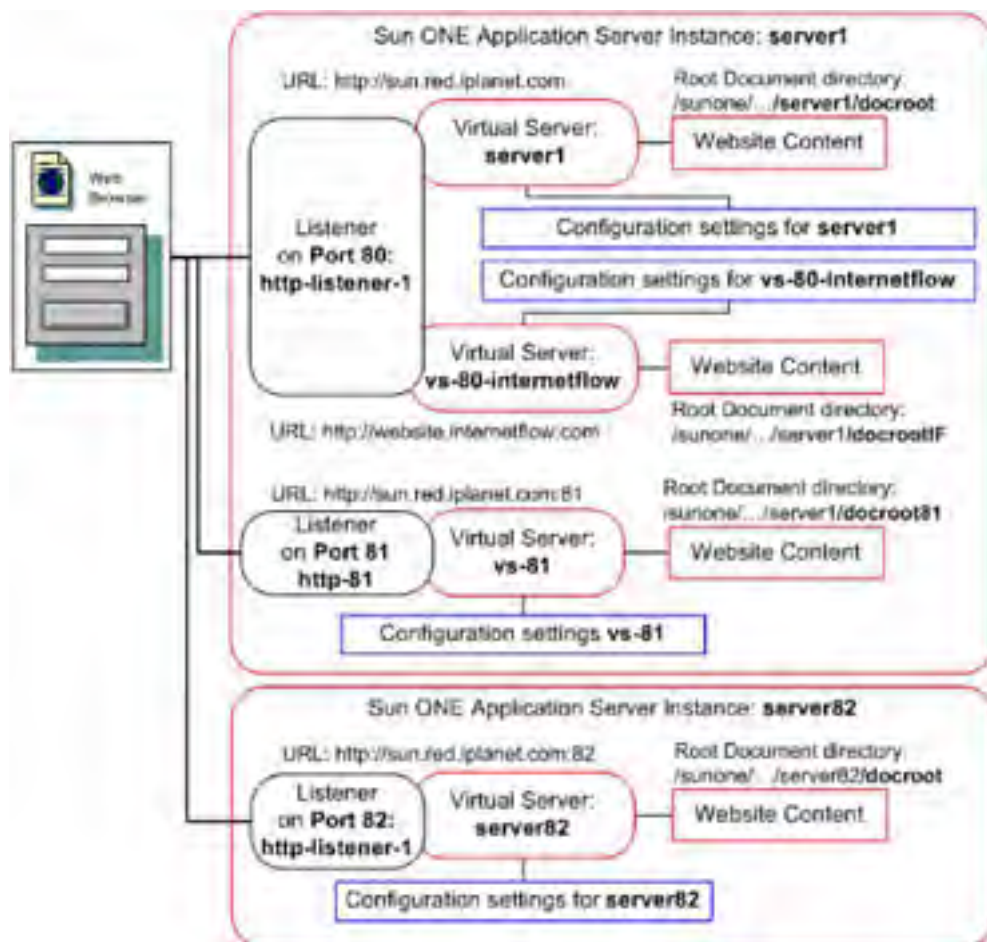 Sun ONE Application Server Instance: server1
URL: http://sun.red.iplanet.com
Root Document directory:
/sunone/.../server1/docroot
Virtual Server:
server1
Website Content
Web
Browser
Configuration settings for server1
Listener
on Port 80:
http-listener-1
Configuration settings for vs-80-internetflow
Virtual Server:
vs-80-internetflow
Website Content
Root Document directory:
/sunone/.../server1/docrootIF
URL: http://website.internetflow.com
URL: http://sun.red.iplanet.com:81
Root Document directory:
/sunone/.../server1/docroot81
Listener
on Port 81
http-81
Virtual Server:
vs-81
Website Content
Configuration settings vs-81
Sun ONE Application Server Instance: server82
URL: http://sun.red.iplanet.com:82
Root Document directory:
/sunone/.../server82/docroot
Listener
on Port 82:
http-listener-1
Virtual Server:
server82
Website Content
Configuration settings for server82